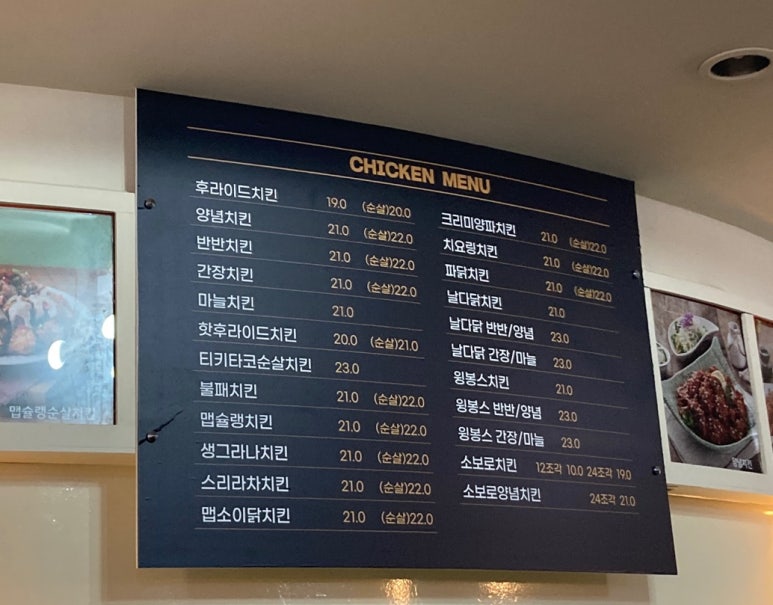 CHICKEN MENU
후라이드치킨 19.0 (순살)20.0
양념치킨 21.0 (순살)22.0
반반치킨 21.0 (순살)22.0
간장치킨 21.0 (순살)22.0
마늘치킨 21.0
핫후라이드치킨 20.0 (순살)21.0
티키타코순살치킨 23.0
불패치킨 21.0 (순살)22.0
맵슐랭치킨 21.0 (순살)22.0
생그라나치킨 21.0 (순살)22.0
스리라차치킨 21.0 (순살)22.0
맵소이닭치킨 21.0 (순살)22.0
크리미양파치킨 21.0 (순살)22.0
치요링치킨 21.0 (순살)22.0
파닭치킨 21.0 (순살)22.0
날다닭치킨 21.0
날다닭 반반/양념 23.0
날다닭 간장/마늘 23.0
윙봉스치킨 21.0
윙봉스 반반/양념 23.0
윙봉스 간장/마늘 23.0
소보로치킨 12조각 10.0 24조각 19.0
소보로양념치킨 24조각 21.0
맵슐랭순살치킨
양념치킨